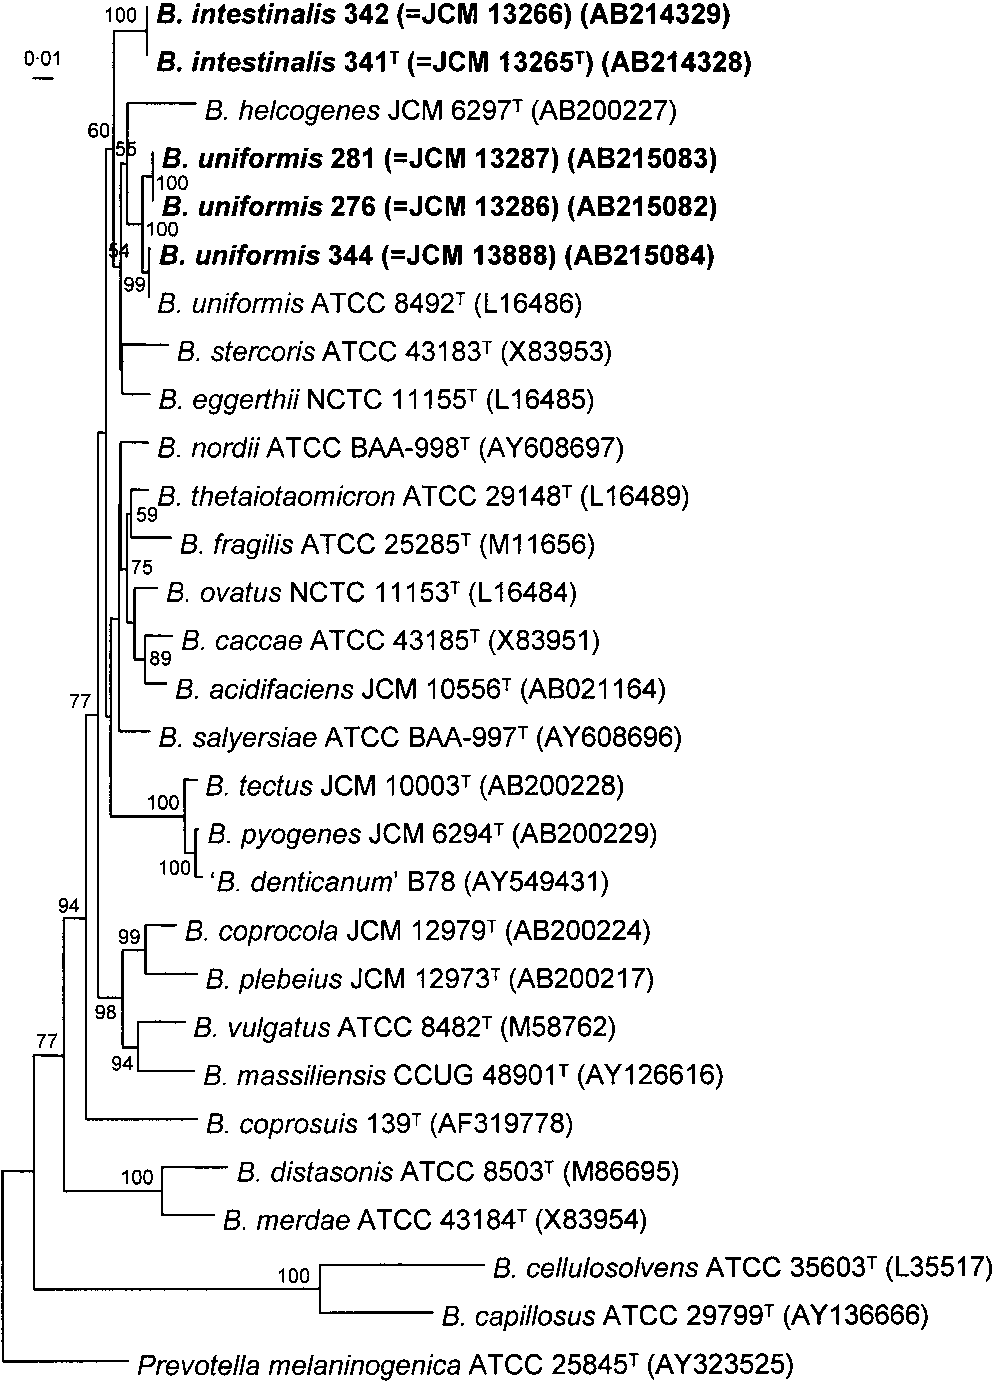 100 B. intestinalis 342 (=JCM 13266) (AB214329)
0·01
B. intestinalis 341ᵀ (=JCM 13265ᵀ) (AB214328)
B. helcogenes JCM 6297ᵀ (AB200227)
60
55
B. uniformis 281 (=JCM 13287) (AB215083)
100
B. uniformis 276 (=JCM 13286) (AB215082)
100
54
B. uniformis 344 (=JCM 13888) (AB215084)
99
B. uniformis ATCC 8492ᵀ (L16486)
B. stercoris ATCC 43183ᵀ (X83953)
B. eggerthii NCTC 11155ᵀ (L16485)
B. nordii ATCC BAA-998ᵀ (AY608697)
B. thetaiotaomicron ATCC 29148ᵀ (L16489)
59
B. fragilis ATCC 25285ᵀ (M11656)
75
B. ovatus NCTC 11153ᵀ (L16484)
B. caccae ATCC 43185ᵀ (X83951)
89
B. acidifaciens JCM 10556ᵀ (AB021164)
77
B. salyersiae ATCC BAA-997ᵀ (AY608696)
B. tectus JCM 10003ᵀ (AB200228)
100
B. pyogenes JCM 6294ᵀ (AB200229)
100
‘B. denticanum’ B78 (AY549431)
94
B. coprocola JCM 12979ᵀ (AB200224)
99
B. plebeius JCM 12973ᵀ (AB200217)
98
B. vulgatus ATCC 8482ᵀ (M58762)
77
94
B. massiliensis CCUG 48901ᵀ (AY126616)
B. coprosuis 139ᵀ (AF319778)
B. distasonis ATCC 8503ᵀ (M86695)
100
B. merdae ATCC 43184ᵀ (X83954)
B. cellulosolvens ATCC 35603ᵀ (L35517)
100
B. capillosus ATCC 29799ᵀ (AY136666)
Prevotella melaninogenica ATCC 25845ᵀ (AY323525)